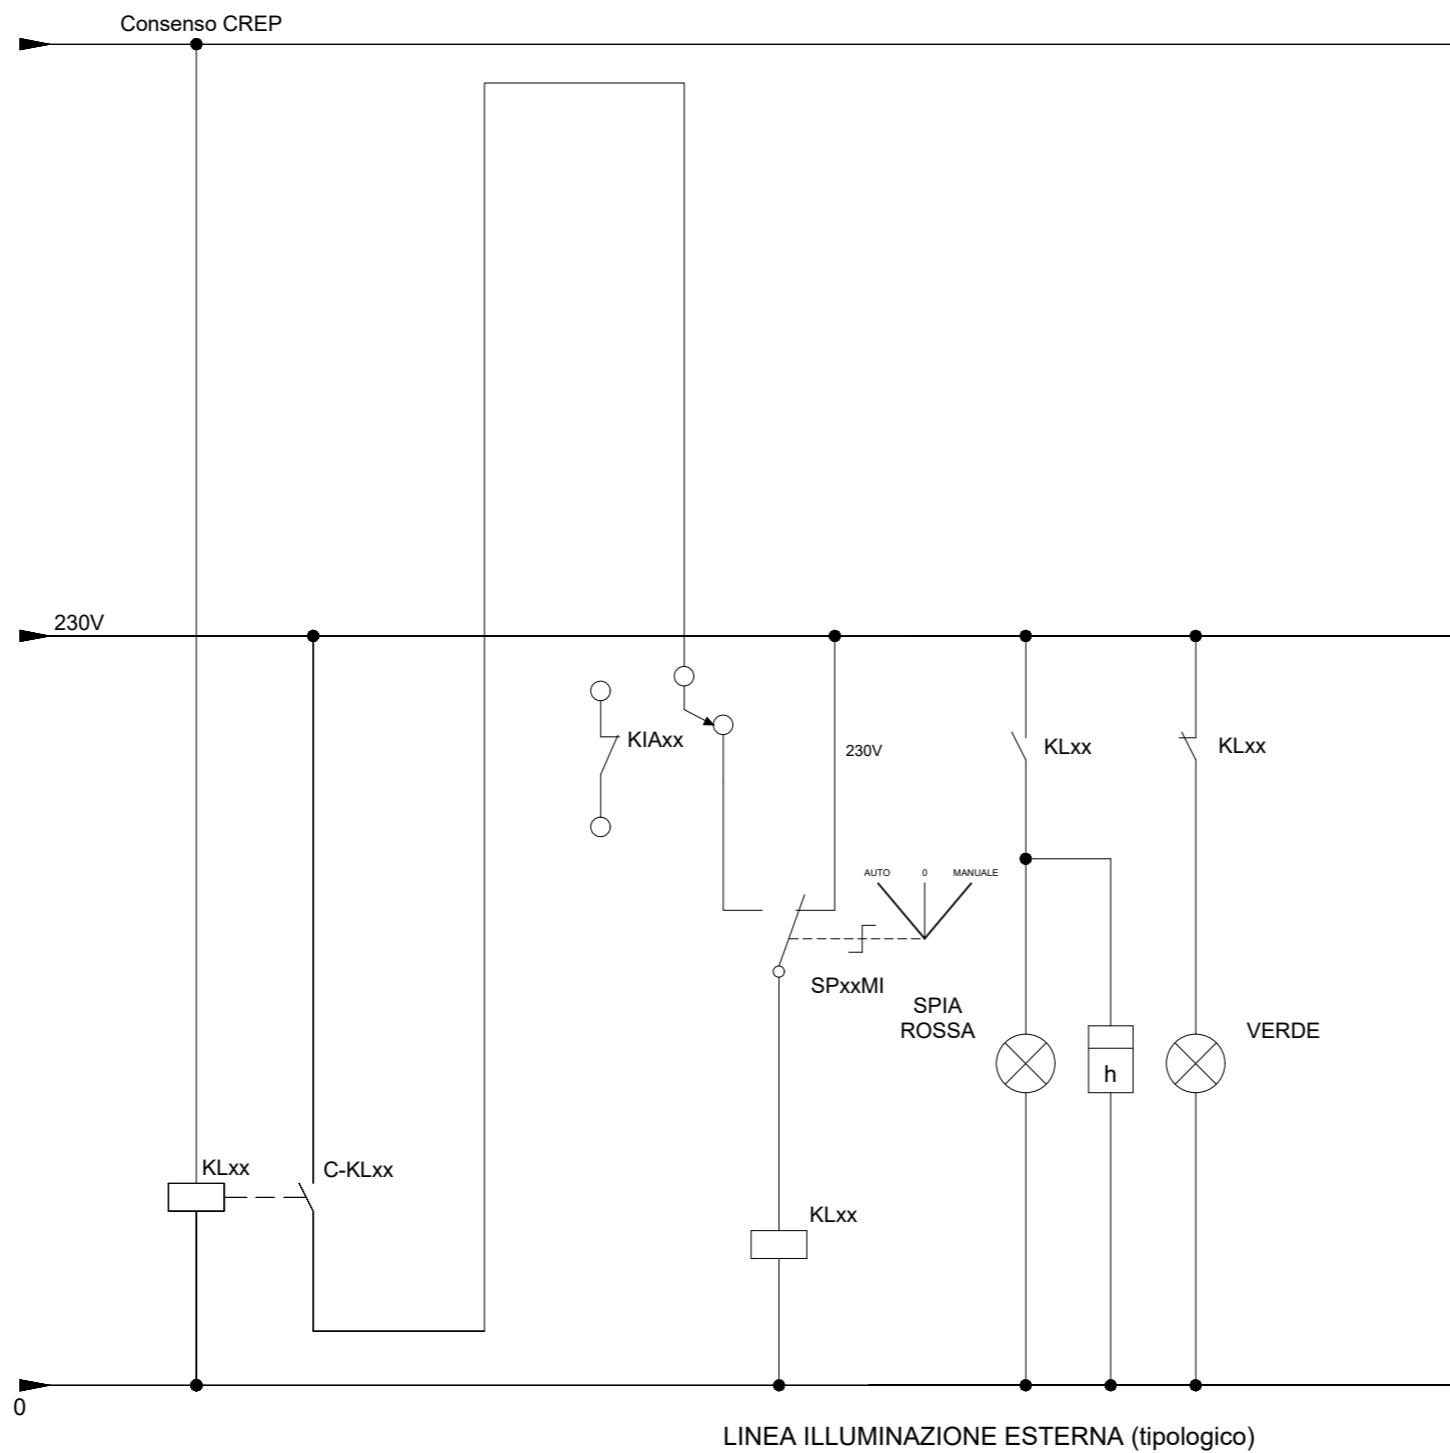 Consenso CREP
230V
KIAxx
230V
KLxx
KLxx
AUTO
0
MANUALE
SPxxMI
SPIA
ROSSA
VERDE
h
KLxx
C-KLxx
KLxx
0
LINEA ILLUMINAZIONE ESTERNA (tipologico)